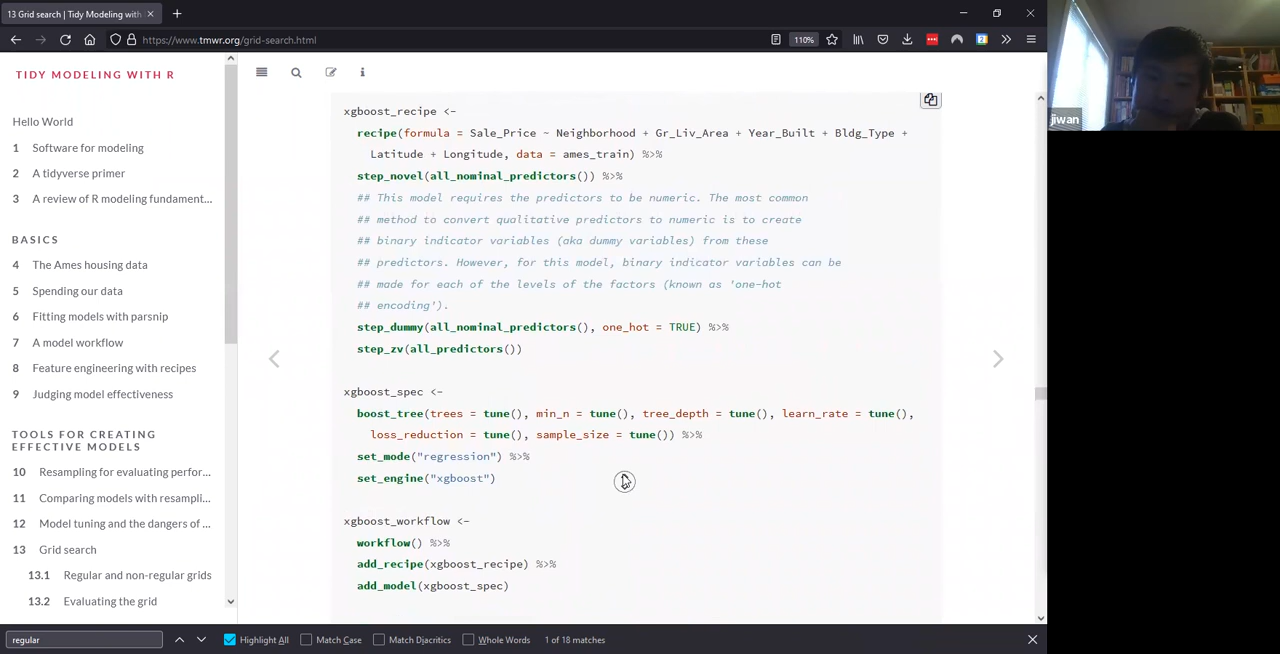 13 Grid search | Tidy Modeling with
https://www.tmwr.org/grid-search.html
110%
TIDY MODELING WITH R
Hello World
1 Software for modeling
2 A tidyverse primer
3 A review of R modeling fundament...
BASICS
4 The Ames housing data
5 Spending our data
6 Fitting models with parsnip
7 A model workflow
8 Feature engineering with recipes
9 Judging model effectiveness
TOOLS FOR CREATING
EFFECTIVE MODELS
10 Resampling for evaluating perfor...
11 Comparing models with resampli...
12 Model tuning and the dangers of ...
13 Grid search
13.1 Regular and non-regular grids
13.2 Evaluating the grid
xgboost_recipe <-
recipe(formula = Sale_Price ~ Neighborhood + Gr_Liv_Area + Year_Built + Bldg_Type +
Latitude + Longitude, data = ames_train) %>%
step_novel(all_nominal_predictors()) %>%
## This model requires the predictors to be numeric. The most common
## method to convert qualitative predictors to numeric is to create
## binary indicator variables (aka dummy variables) from these
## predictors. However, for this model, binary indicator variables can be
## made for each of the levels of the factors (known as 'one-hot
## encoding').
step_dummy(all_nominal_predictors(), one_hot = TRUE) %>%
step_zv(all_predictors())
xgboost_spec <-
boost_tree(trees = tune(), min_n = tune(), tree_depth = tune(), learn_rate = tune(),
loss_reduction = tune(), sample_size = tune()) %>%
set_mode("regression") %>%
set_engine("xgboost")
xgboost_workflow <-
workflow() %>%
add_recipe(xgboost_recipe) %>%
add_model(xgboost_spec)
regular
Highlight All
Match Case
Match Diacritics
Whole Words
1 of 18 matches
jiwan